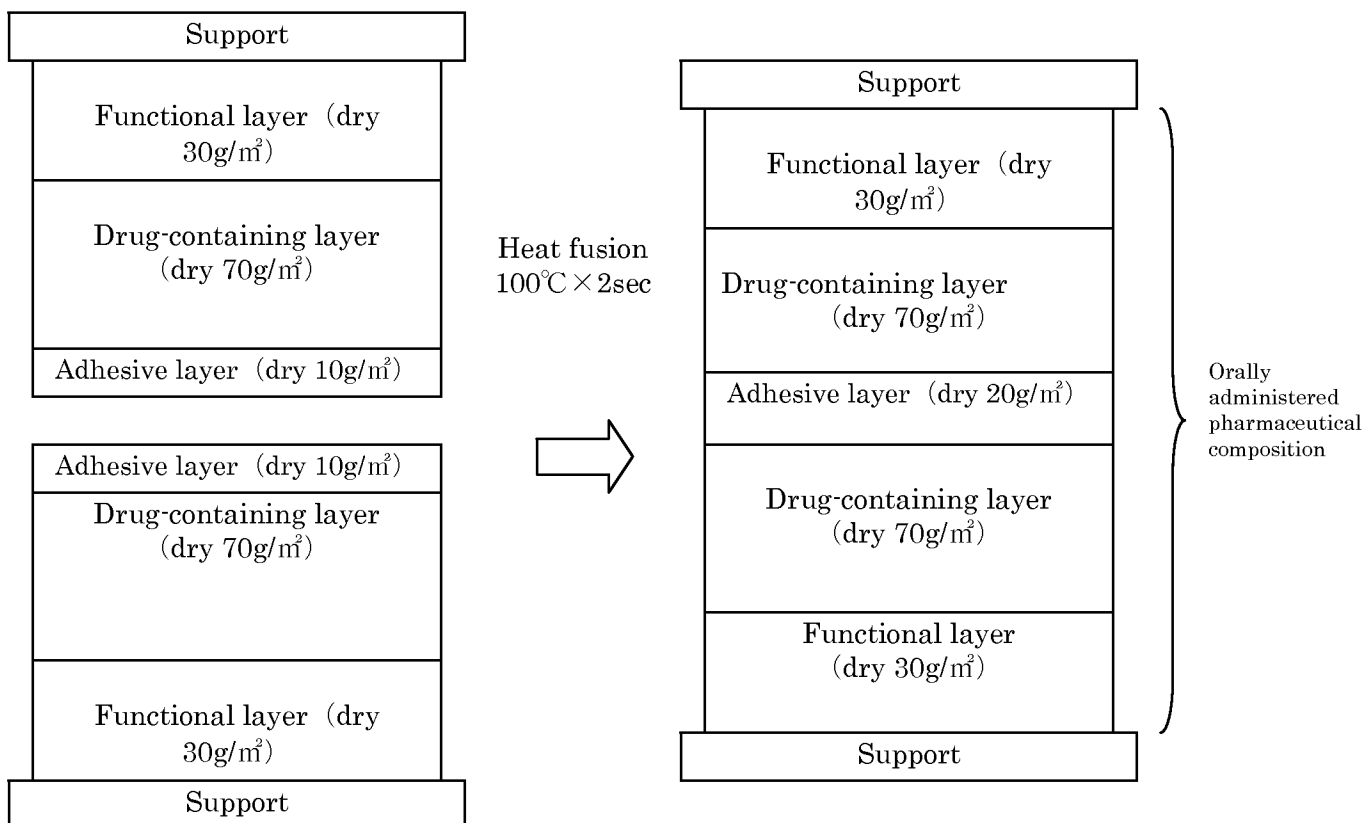 Support
Functional layer（dry
30g/㎡）
Drug-containing layer
（dry 70g/㎡）
Adhesive layer（dry 10g/㎡）
Adhesive layer（dry 10g/㎡）
Drug-containing layer
（dry 70g/㎡）
Functional layer（dry
30g/㎡）
Support
Heat fusion
100℃×2sec
Support
Functional layer（dry
30g/㎡）
Drug-containing layer
（dry 70g/㎡）
Adhesive layer（dry 20g/㎡）
Drug-containing layer
（dry 70g/㎡）
Functional layer
（dry 30g/㎡）
Support
Orally
administered
pharmaceutical
composition